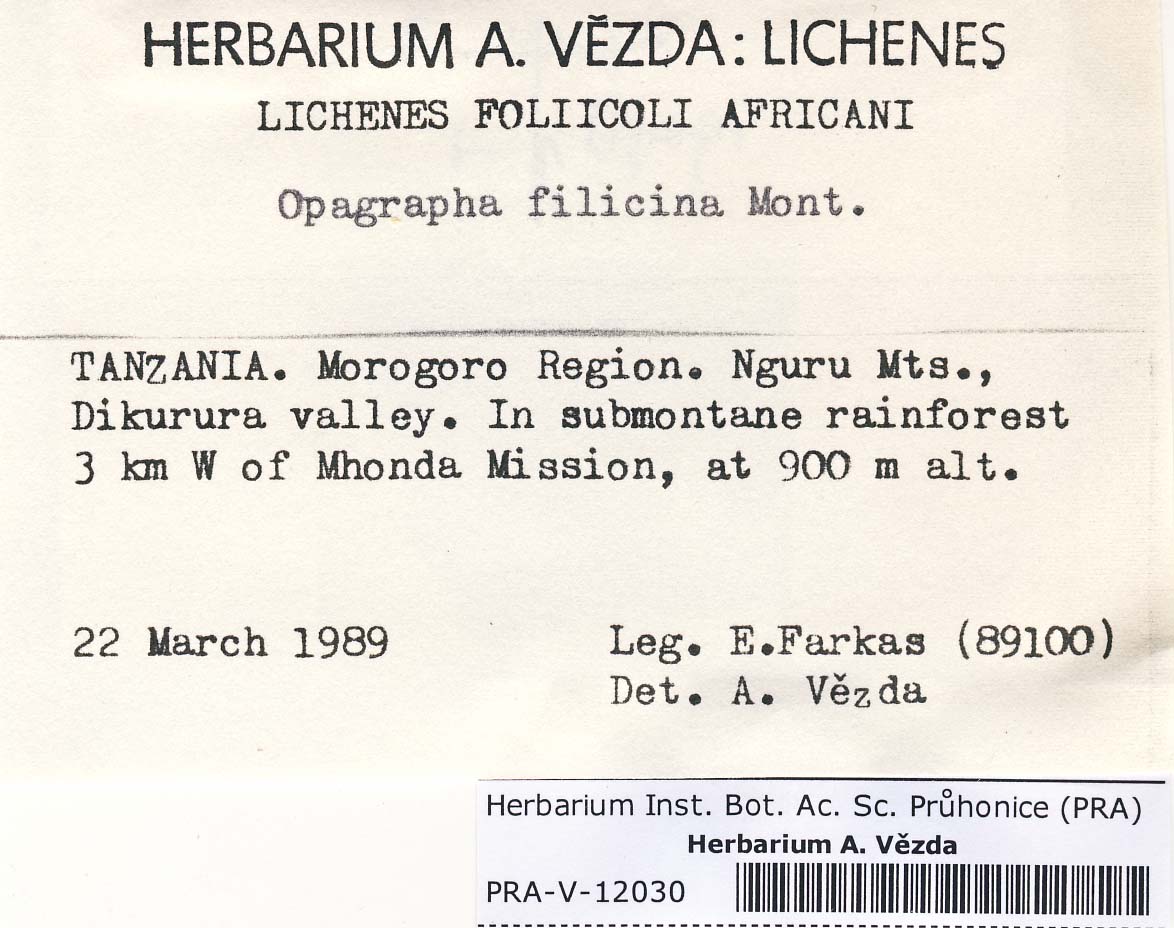 HERBARIUM A. VĚZDA: LICHENES
LICHENES FOLIICOLI AFRICANI
Opagrapha filicina Mont.
TANZANIA. Morogoro Region. Nguru Mts.,
Dikurura valley. In submontane rainforest
3 km W of Mhonda Mission, at 900 m alt.
22 March 1989
Leg. E.Farkas (89100)
Det. A. Vězda
Herbarium Inst. Bot. Ac. Sc. Průhonice (PRA)
Herbarium A. Vězda
PRA-V-12030